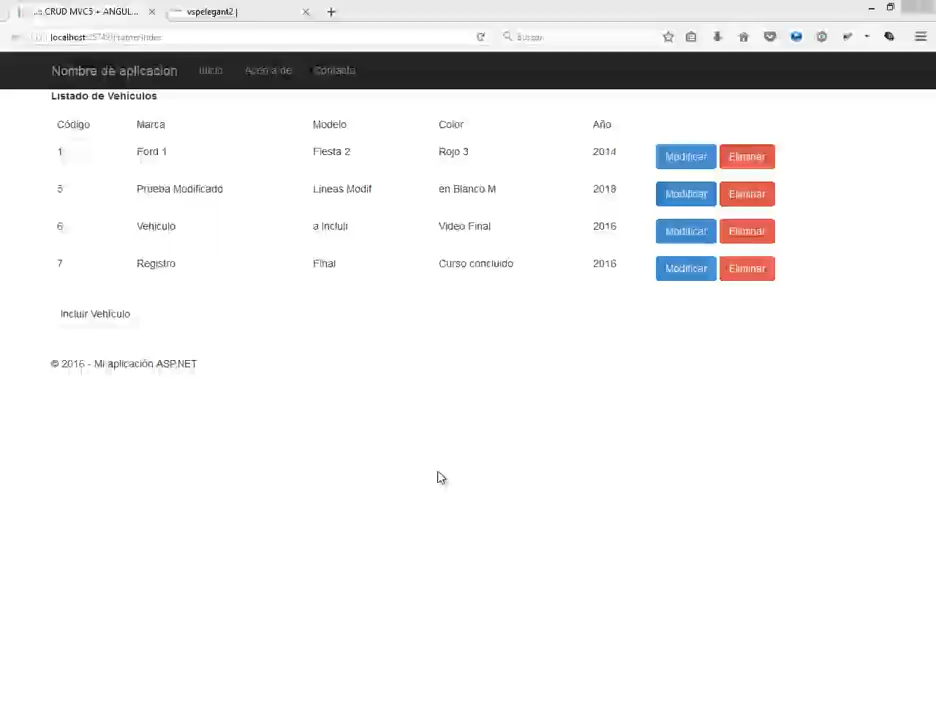 CRUD MVC5 + ANGUL... × vspelegant2 | × +
localhost Buscar
Nombre de aplicacion Inicio Acerca de Contacto
Listado de Vehículos
Código Marca Modelo Color Año
1 Ford 1 Fiesta 2 Rojo 3 2014 Modificar Eliminar
5 Prueba Modificado Lineas Modif en Blanco M 2018 Modificar Eliminar
6 Vehiculo a Incluir Video Final 2016 Modificar Eliminar
7 Registro Final Curso concluido 2016 Modificar Eliminar
Incluir Vehículo
© 2016 - Mi aplicación ASP.NET